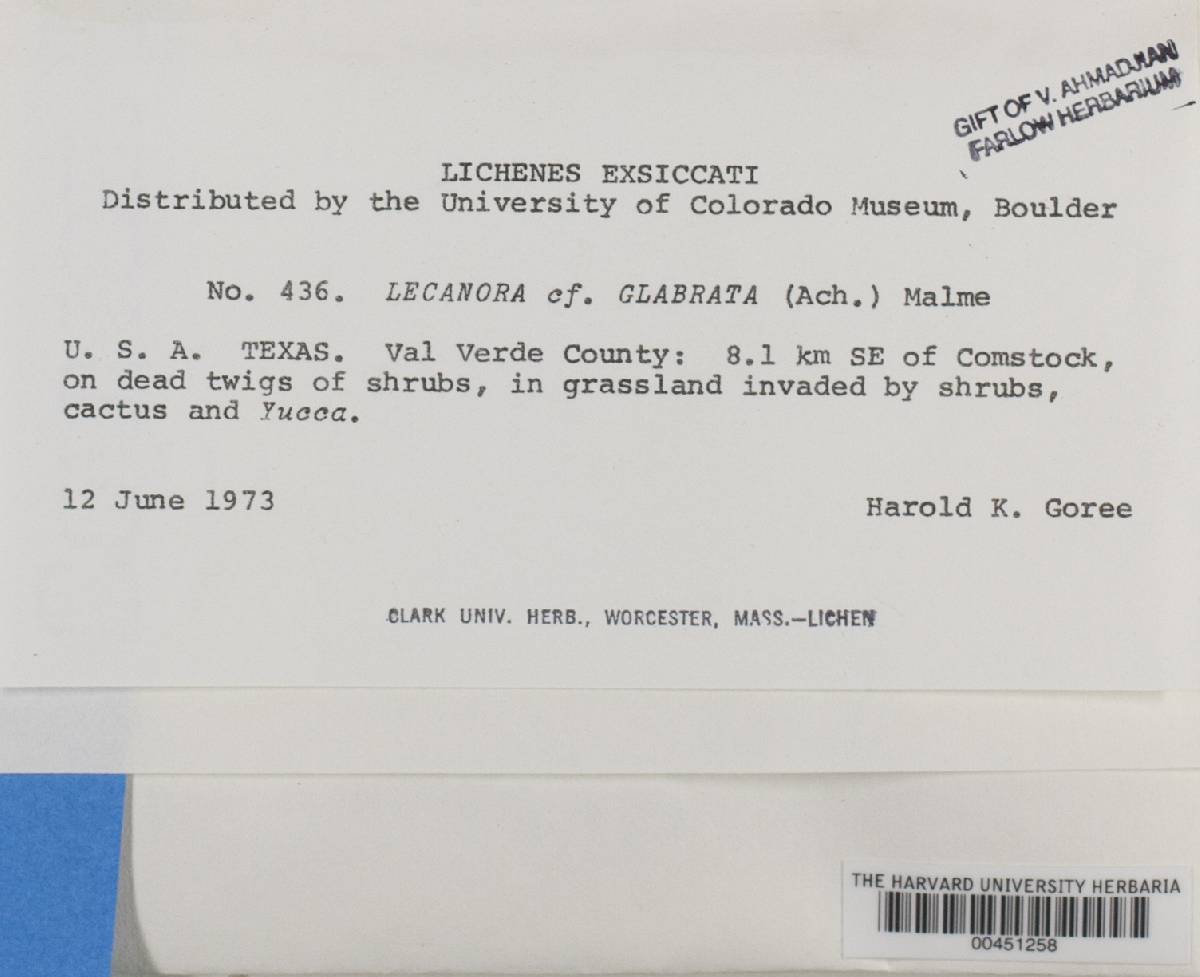 GIFT OF V. AHMADJIAN
FARLOW HERBARIUM
LICHENES EXSICCATI
Distributed by the University of Colorado Museum, Boulder
No. 436. LECANORA cf. GLABRATA (Ach.) Malme
U. S. A. TEXAS. Val Verde County: 8.1 km SE of Comstock,
on dead twigs of shrubs, in grassland invaded by shrubs,
cactus and Yucca.
12 June 1973 Harold K. Goree
CLARK UNIV. HERB., WORCESTER, MASS.—LICHEN
THE HARVARD UNIVERSITY HERBARIA
00451258